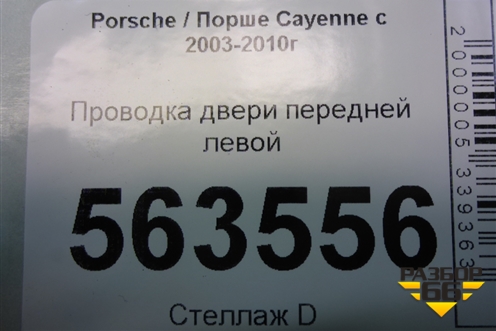 Porsche / Порше Cayenne с
2003-2010г
Проводка двери передней
левой
563556
Стеллаж D
2000005339363
РАЗБОР
66